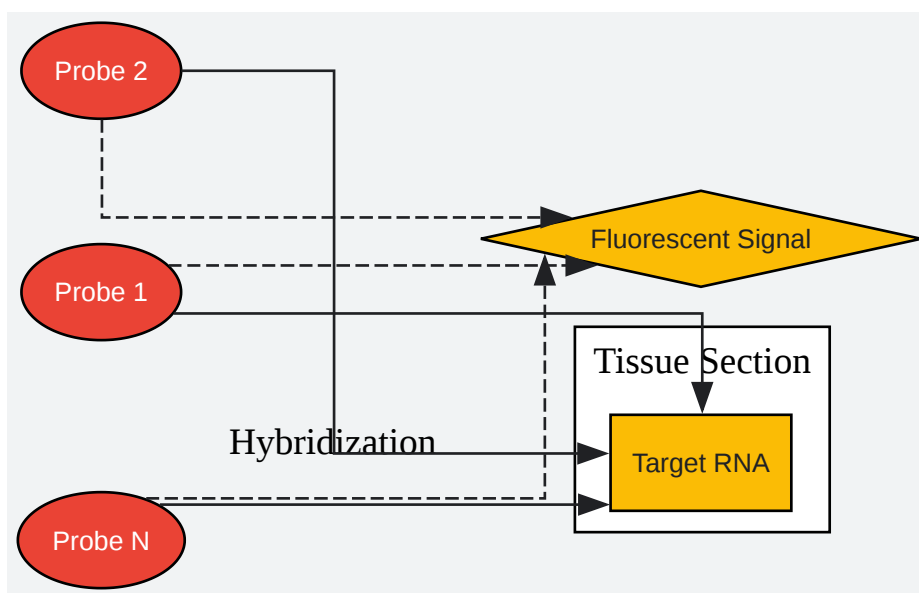 Probe 2
Fluorescent Signal
Probe 1
Tissue Section
Hybridization
Target RNA
Probe N